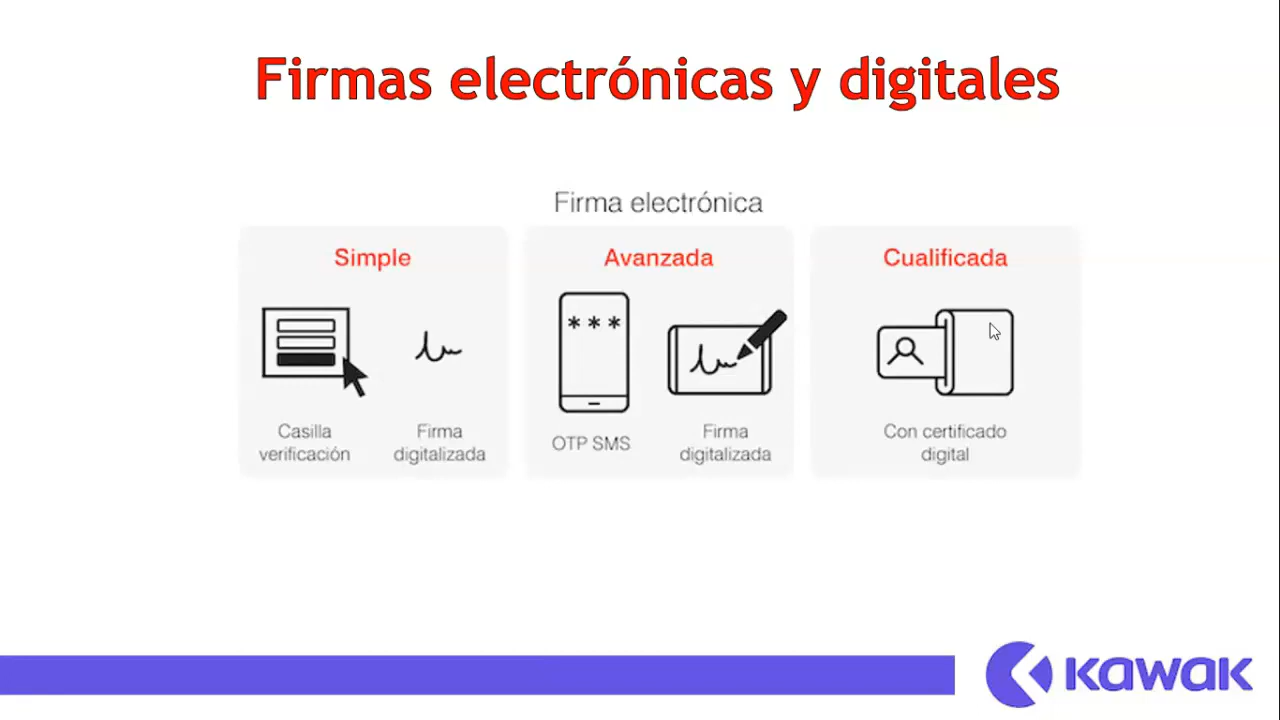 Firmas electrónicas y digitales
Firma electrónica
Simple
Casilla
verificación
Firma
digitalizada
Avanzada
***
OTP SMS
Firma
digitalizada
Cualificada
Con certificado
digital
KAWAK